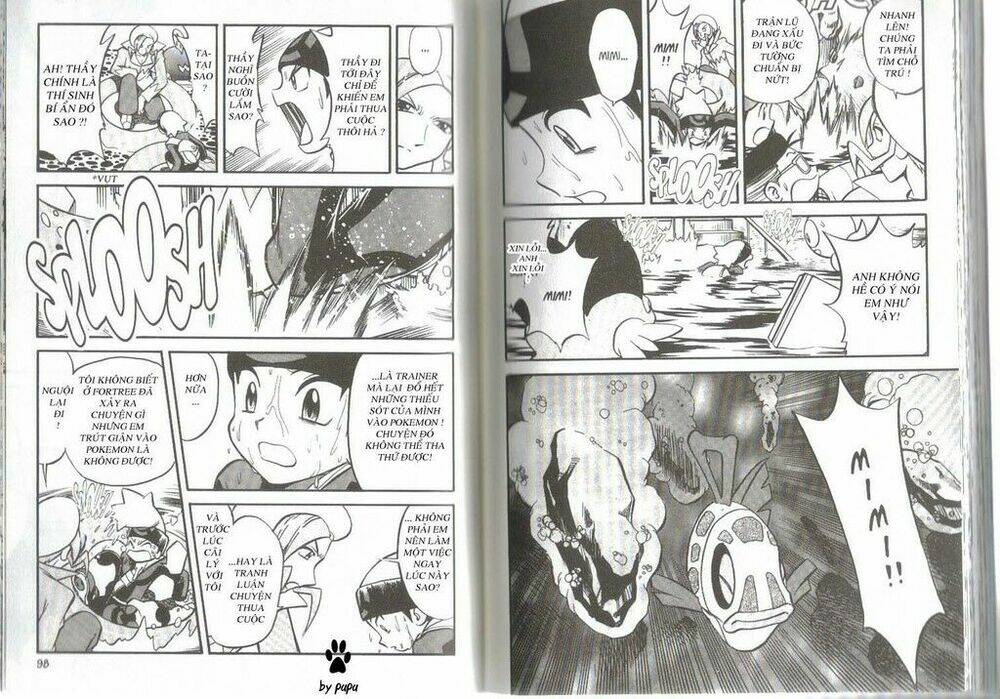 NHANH
LÊN!
CHÚNG
TA PHẢI
TÌM CHỖ
TRÚ!
TRẬN LŨ
ĐANG XẤU
ĐI VÀ BỨC
TƯỜNG
CHUẨN BỊ
NỨT!
MIMI
!!
SPLOOSH
MIMI...
ANH KHÔNG
HỀ CÓ Ý NÓI
EM NHƯ
VẬY!
XIN LỖI...
ANH
XIN LỖI
MIMI!
MIMI!!
...
THẦY ĐI
TỚI ĐÂY
CHỈ ĐỂ
KHIẾN EM
PHẢI THUA
CUỘC
THÔI HẢ ?
THẦY
NGHĨ
BUỒN
CƯỜI
LẮM
SAO?
TA-
TẠI
SAO ?
AH! THẦY
CHÍNH LÀ
THÍ SINH
BÍ ẨN ĐÓ
SAO ?!
*VỤT
SPLOOSH
...LÀ TRAINER
MÀ LẠI ĐỔ HẾT
NHỮNG THIẾU
SÓT CỦA MÌNH
VÀO POKEMON !
CHUYỆN ĐÓ
KHÔNG THỂ THA
THỨ ĐƯỢC!
HƠN
NỮA
...
TÔI KHÔNG BIẾT
Ở FORTREE ĐÃ
XẢY RA
CHUYỆN GÌ
NHƯNG EM
TRÚT GIẬN VÀO
POKEMON LÀ
KHÔNG ĐƯỢC!
NGUỘI
LẠI
ĐI
!
... KHÔNG
PHẢI EM
NÊN LÀM
MỘT VIỆC
NGAY
LÚC NÀY
SAO?
...HAY LÀ
TRANH
LUẬN
CHUYỆN
THUA
CUỘC
VÀ
TRƯỚC
LÚC
CÃI
LÝ
VỚI
TÔI
98
by papa